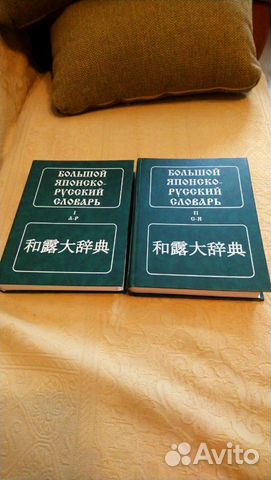 БОЛЬШОЙ
ЯПОНСКО-
РУССКИЙ
СЛОВАРЬ
I
А-Р
和露大辞典
БОЛЬШОЙ
ЯПОНСКО-
РУССКИЙ
СЛОВАРЬ
II
С-Я
和露大辞典
Avito